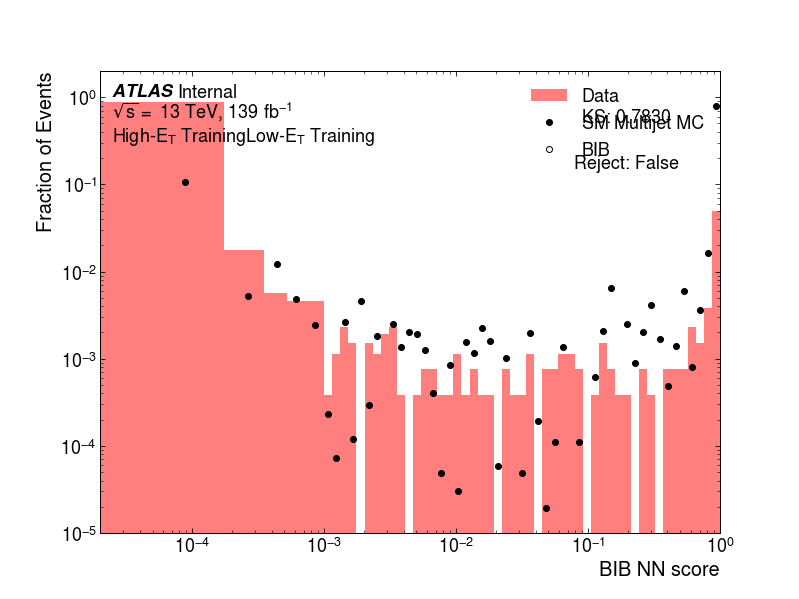 ATLAS Internal
√s = 13 TeV, 139 fb⁻¹
High-E_T TrainingLow-E_T Training
Data
KS: 0.7830
SM Multijet MC
BIB
Reject: False
Fraction of Events
10⁰
10⁻¹
10⁻²
10⁻³
10⁻⁴
10⁻⁵
10⁻⁴ 10⁻³ 10⁻² 10⁻¹ 10⁰
BIB NN score